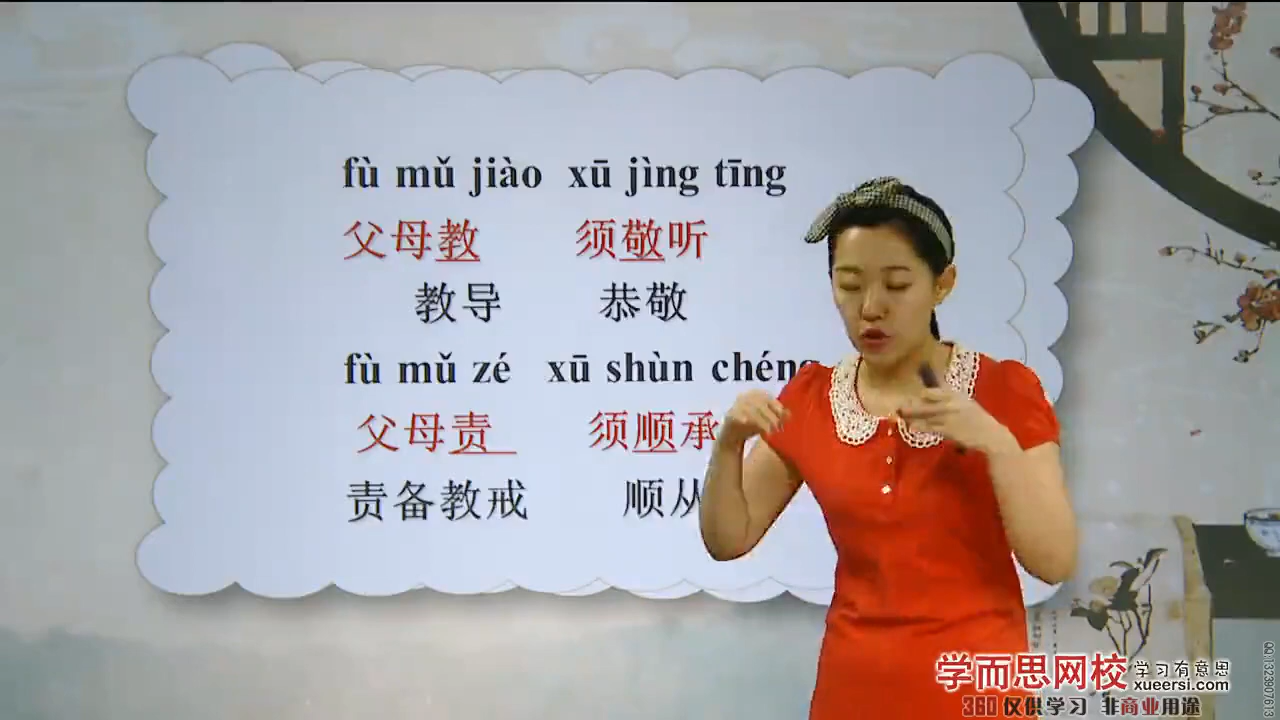 fù mǔ jiào xū jìng tīng
父母教 须敬听
教导 恭敬
fù mǔ zé xū shùn chéng
父母责 须顺承
责备教戒 顺从
学而思网校 学习有意思
xueersi.com
360 仅供学习 非商业用途